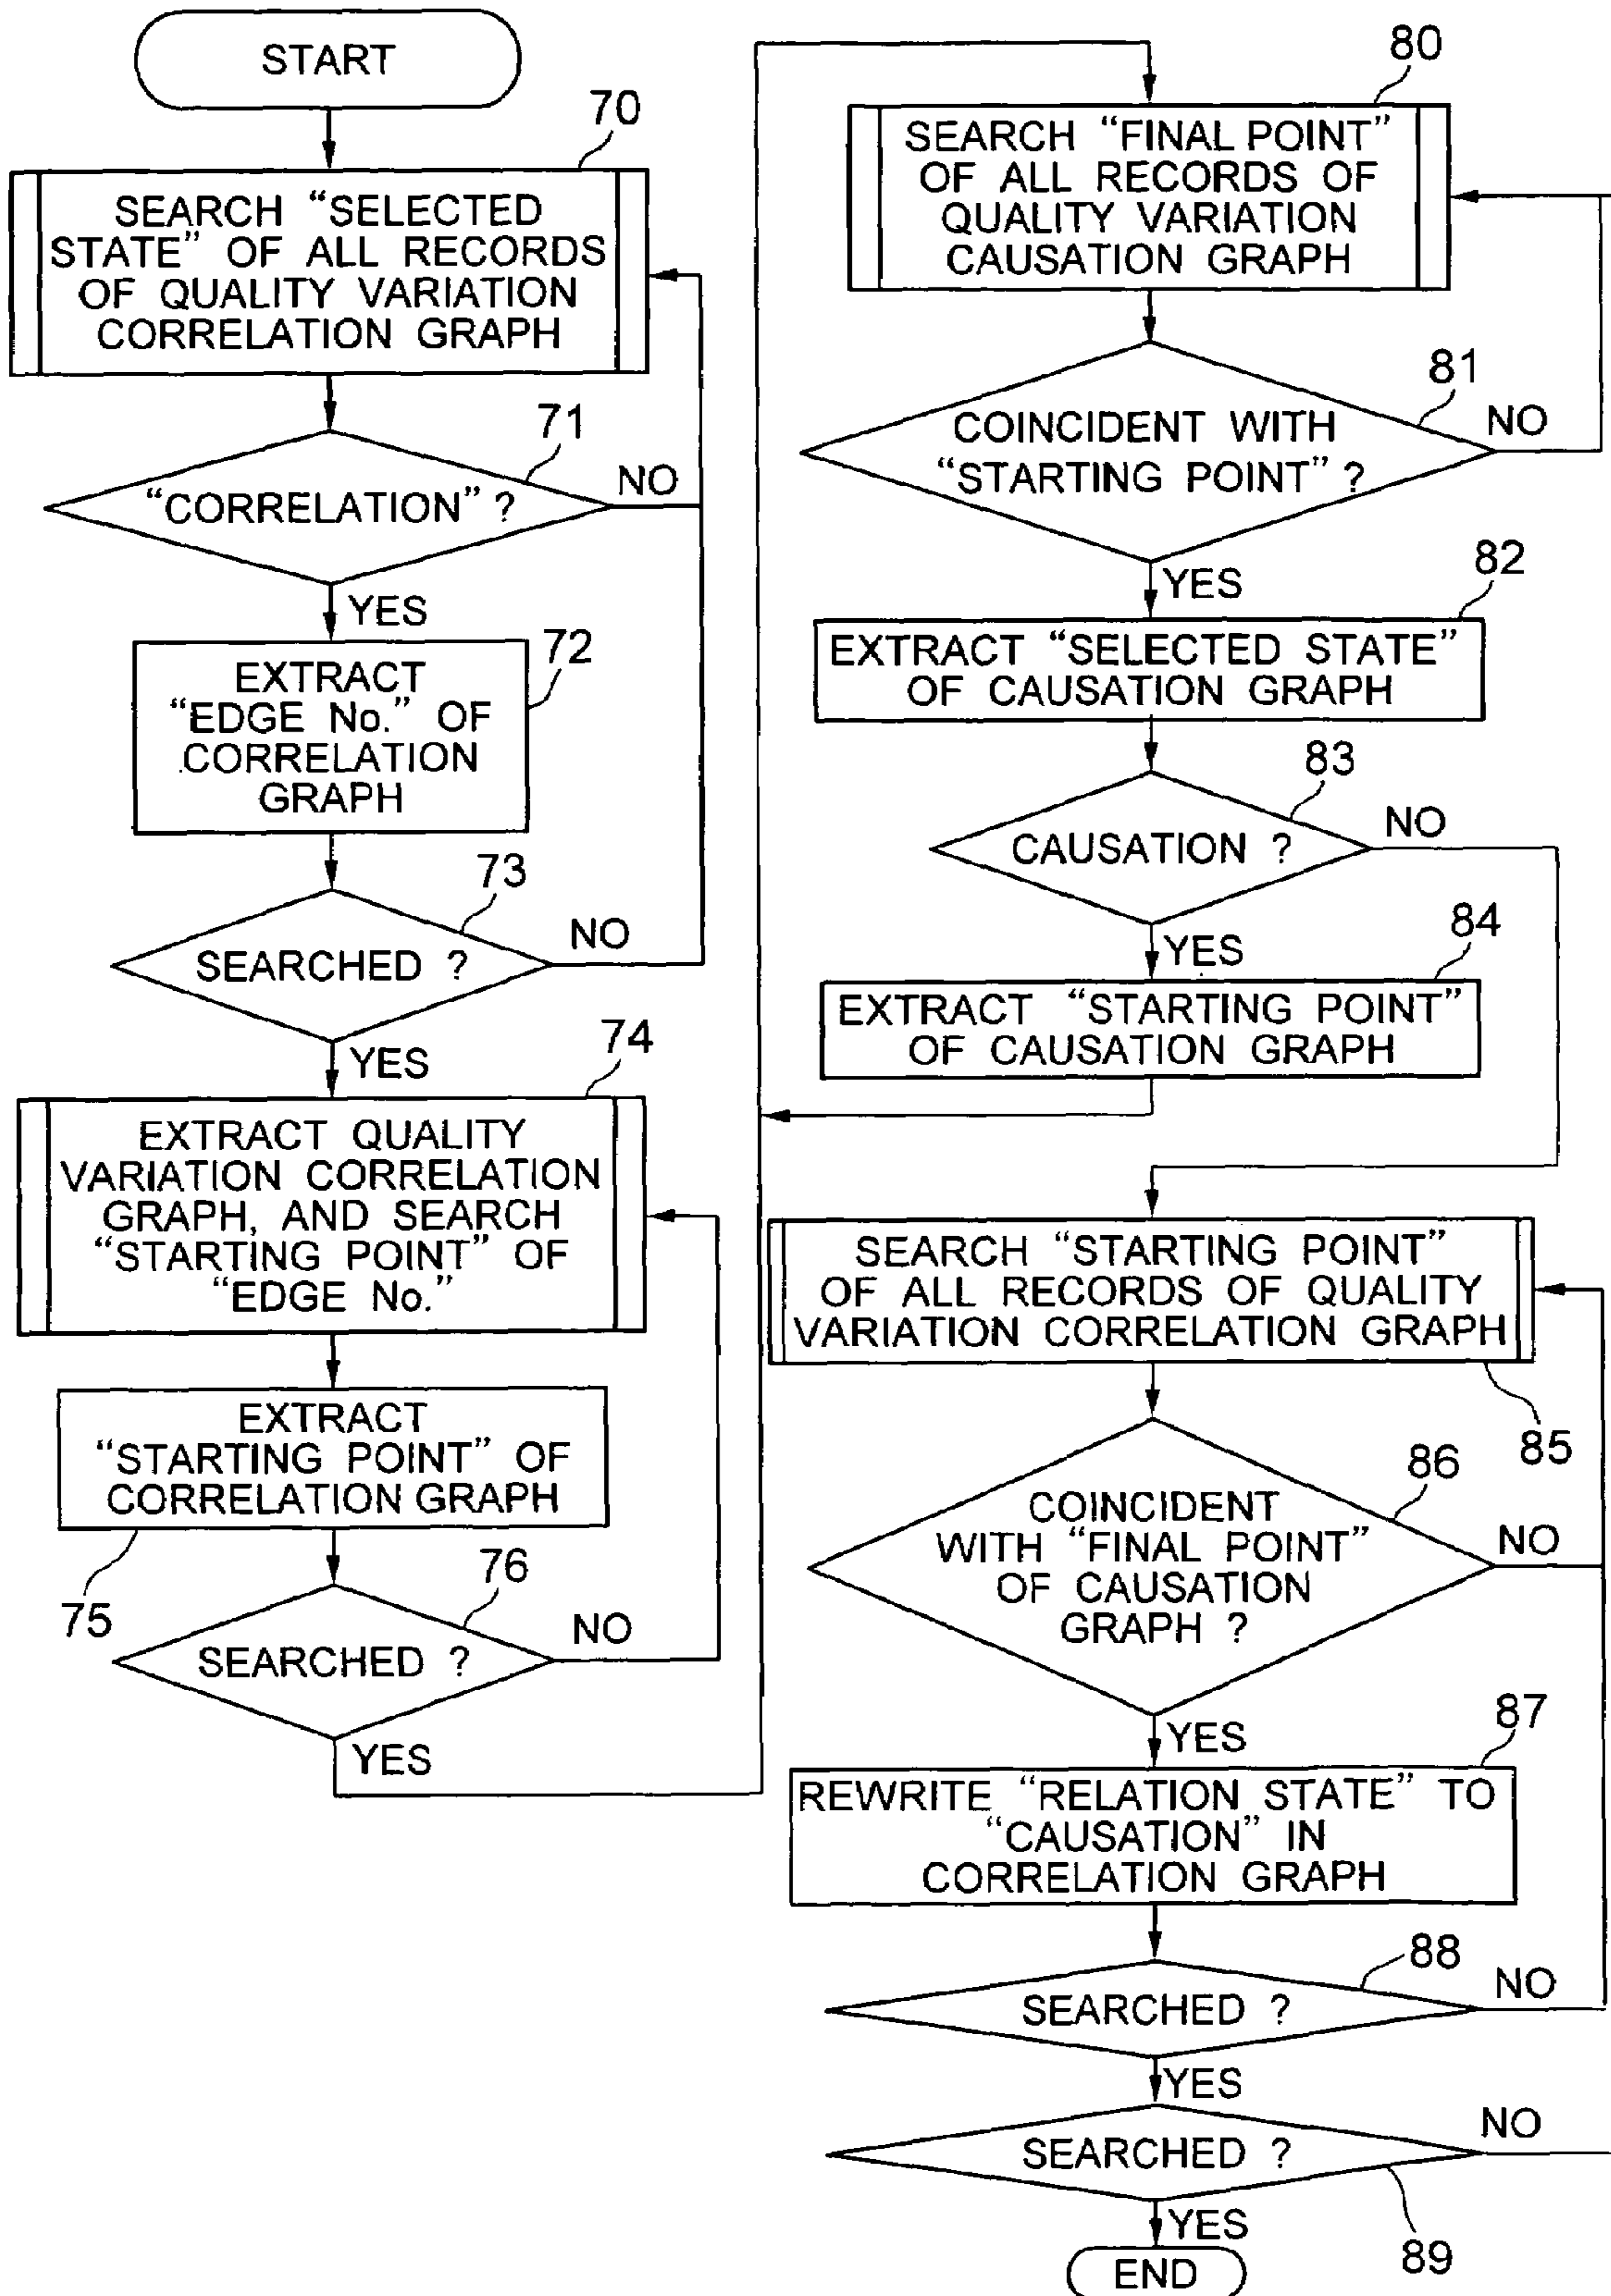 START
70
SEARCH “SELECTED
STATE” OF ALL RECORDS
OF QUALITY VARIATION
CORRELATION GRAPH
71
“CORRELATION” ?
NO
YES
72
EXTRACT
“EDGE No.” OF
CORRELATION
GRAPH
73
SEARCHED ?
NO
YES
74
EXTRACT QUALITY
VARIATION CORRELATION
GRAPH, AND SEARCH
“STARTING POINT” OF
“EDGE No.”
EXTRACT
“STARTING POINT” OF
CORRELATION GRAPH
75
76
SEARCHED ?
NO
YES
80
SEARCH “FINAL POINT”
OF ALL RECORDS OF
QUALITY VARIATION
CAUSATION GRAPH
81
COINCIDENT WITH
“STARTING POINT” ?
NO
YES
82
EXTRACT “SELECTED STATE”
OF CAUSATION GRAPH
83
CAUSATION ?
NO
YES
84
EXTRACT “STARTING POINT”
OF CAUSATION GRAPH
SEARCH “STARTING POINT”
OF ALL RECORDS OF QUALITY
VARIATION CORRELATION GRAPH
85
86
COINCIDENT
WITH “FINAL POINT”
OF CAUSATION
GRAPH ?
NO
YES
87
REWRITE “RELATION STATE” TO
“CAUSATION” IN
CORRELATION GRAPH
88
SEARCHED ?
NO
YES
SEARCHED ?
NO
89
YES
END